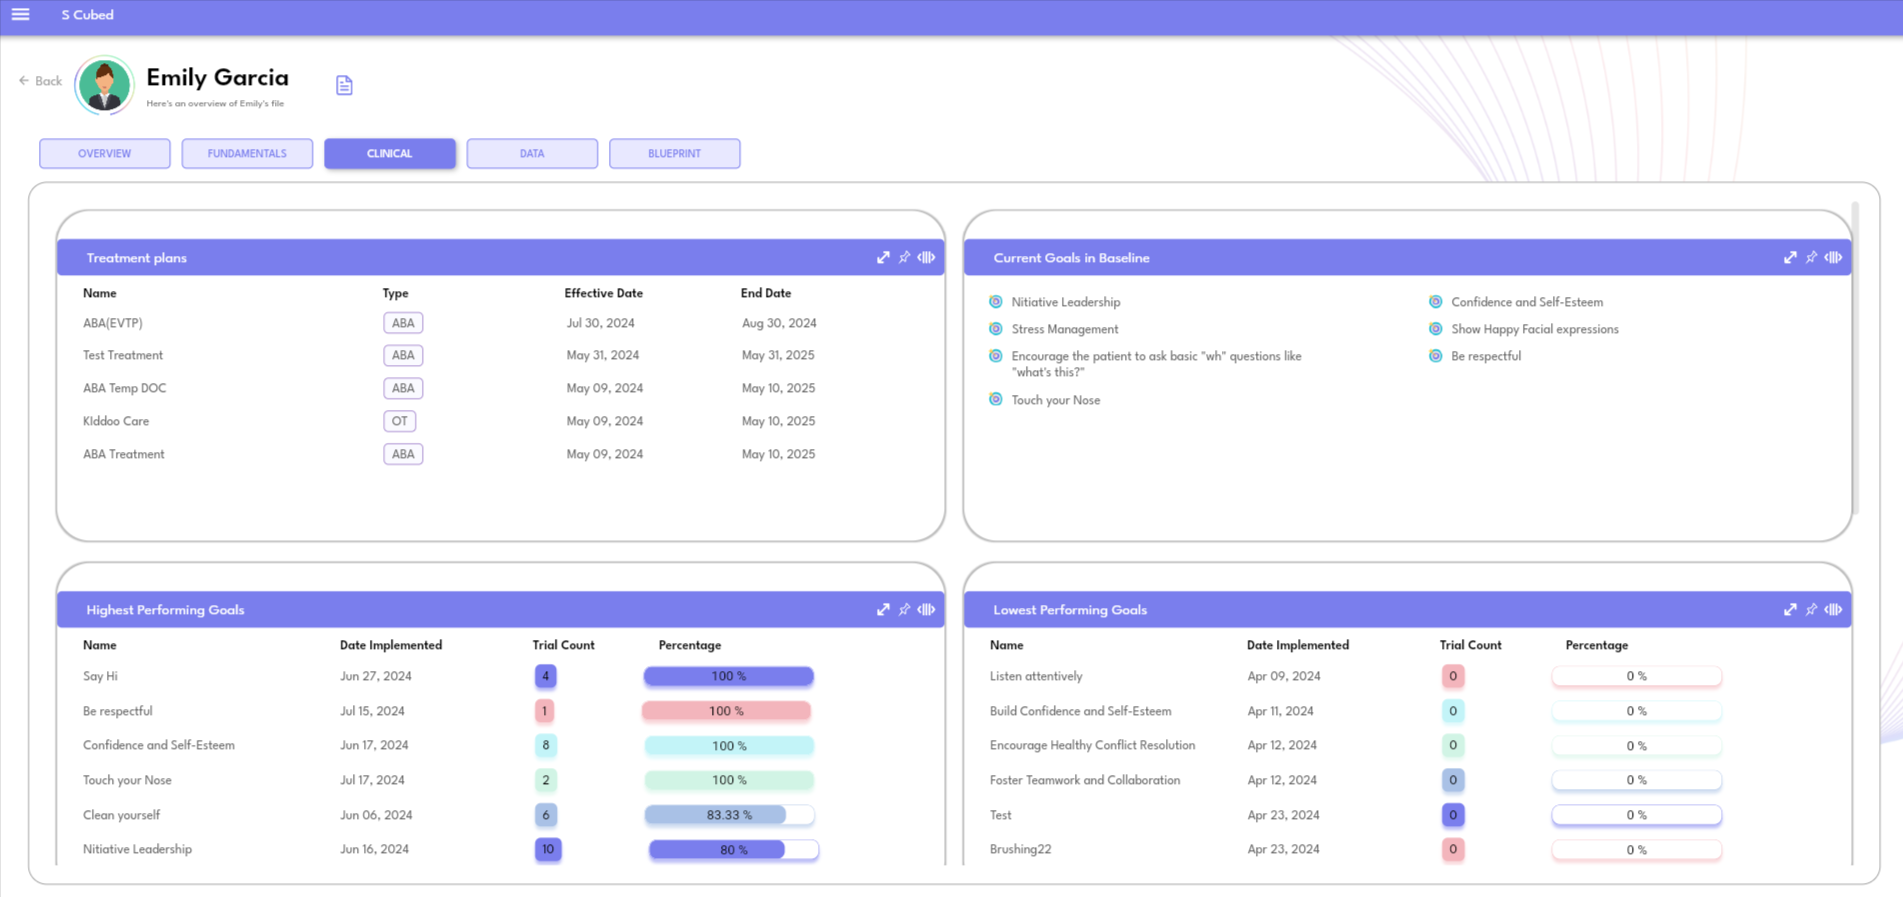 S Cubed
Back
Emily Garcia
Here's an overview of Emily's file
OVERVIEW FUNDAMENTALS CLINICAL DATA BLUEPRINT
Treatment plans
Name Type Effective Date End Date
ABA(EVTP) ABA Jul 30, 2024 Aug 30, 2024
Test Treatment ABA May 31, 2024 May 31, 2025
ABA Temp DOC ABA May 09, 2024 May 10, 2025
KIddoo Care OT May 09, 2024 May 10, 2025
ABA Treatment ABA May 09, 2024 May 10, 2025
Current Goals in Baseline
Nitiative Leadership
Stress Management
Encourage the patient to ask basic "wh" questions like
"what's this?"
Touch your Nose
Confidence and Self-Esteem
Show Happy Facial expressions
Be respectful
Highest Performing Goals
Name Date Implemented Trial Count Percentage
Say Hi Jun 27, 2024 4 100 %
Be respectful Jul 15, 2024 1 100 %
Confidence and Self-Esteem Jun 17, 2024 8 100 %
Touch your Nose Jul 17, 2024 2 100 %
Clean yourself Jun 06, 2024 6 83.33 %
Nitiative Leadership Jun 16, 2024 10 80 %
Lowest Performing Goals
Name Date Implemented Trial Count Percentage
Listen attentively Apr 09, 2024 0 0 %
Build Confidence and Self-Esteem Apr 11, 2024 0 0 %
Encourage Healthy Conflict Resolution Apr 12, 2024 0 0 %
Foster Teamwork and Collaboration Apr 12, 2024 0 0 %
Test Apr 23, 2024 0 0 %
Brushing22 Apr 23, 2024 0 0 %